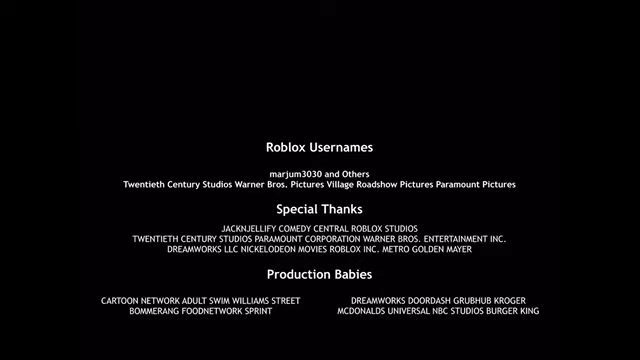 Roblox Usernames
marjum3030 and Others
Twentieth Century Studios Warner Bros. Pictures Village Roadshow Pictures Paramount Pictures
Special Thanks
JACKNJELLIFY COMEDY CENTRAL ROBLOX STUDIOS
TWENTIETH CENTURY STUDIOS PARAMOUNT CORPORATION WARNER BROS. ENTERTAINMENT INC.
DREAMWORKS LLC NICKELODEON MOVIES ROBLOX INC. METRO GOLDEN MAYER
Production Babies
CARTOON NETWORK ADULT SWIM WILLIAMS STREET
BOMMERANG FOODNETWORK SPRINT
DREAMWORKS DOORDASH GRUBHUB KROGER
MCDONALDS UNIVERSAL NBC STUDIOS BURGER KING